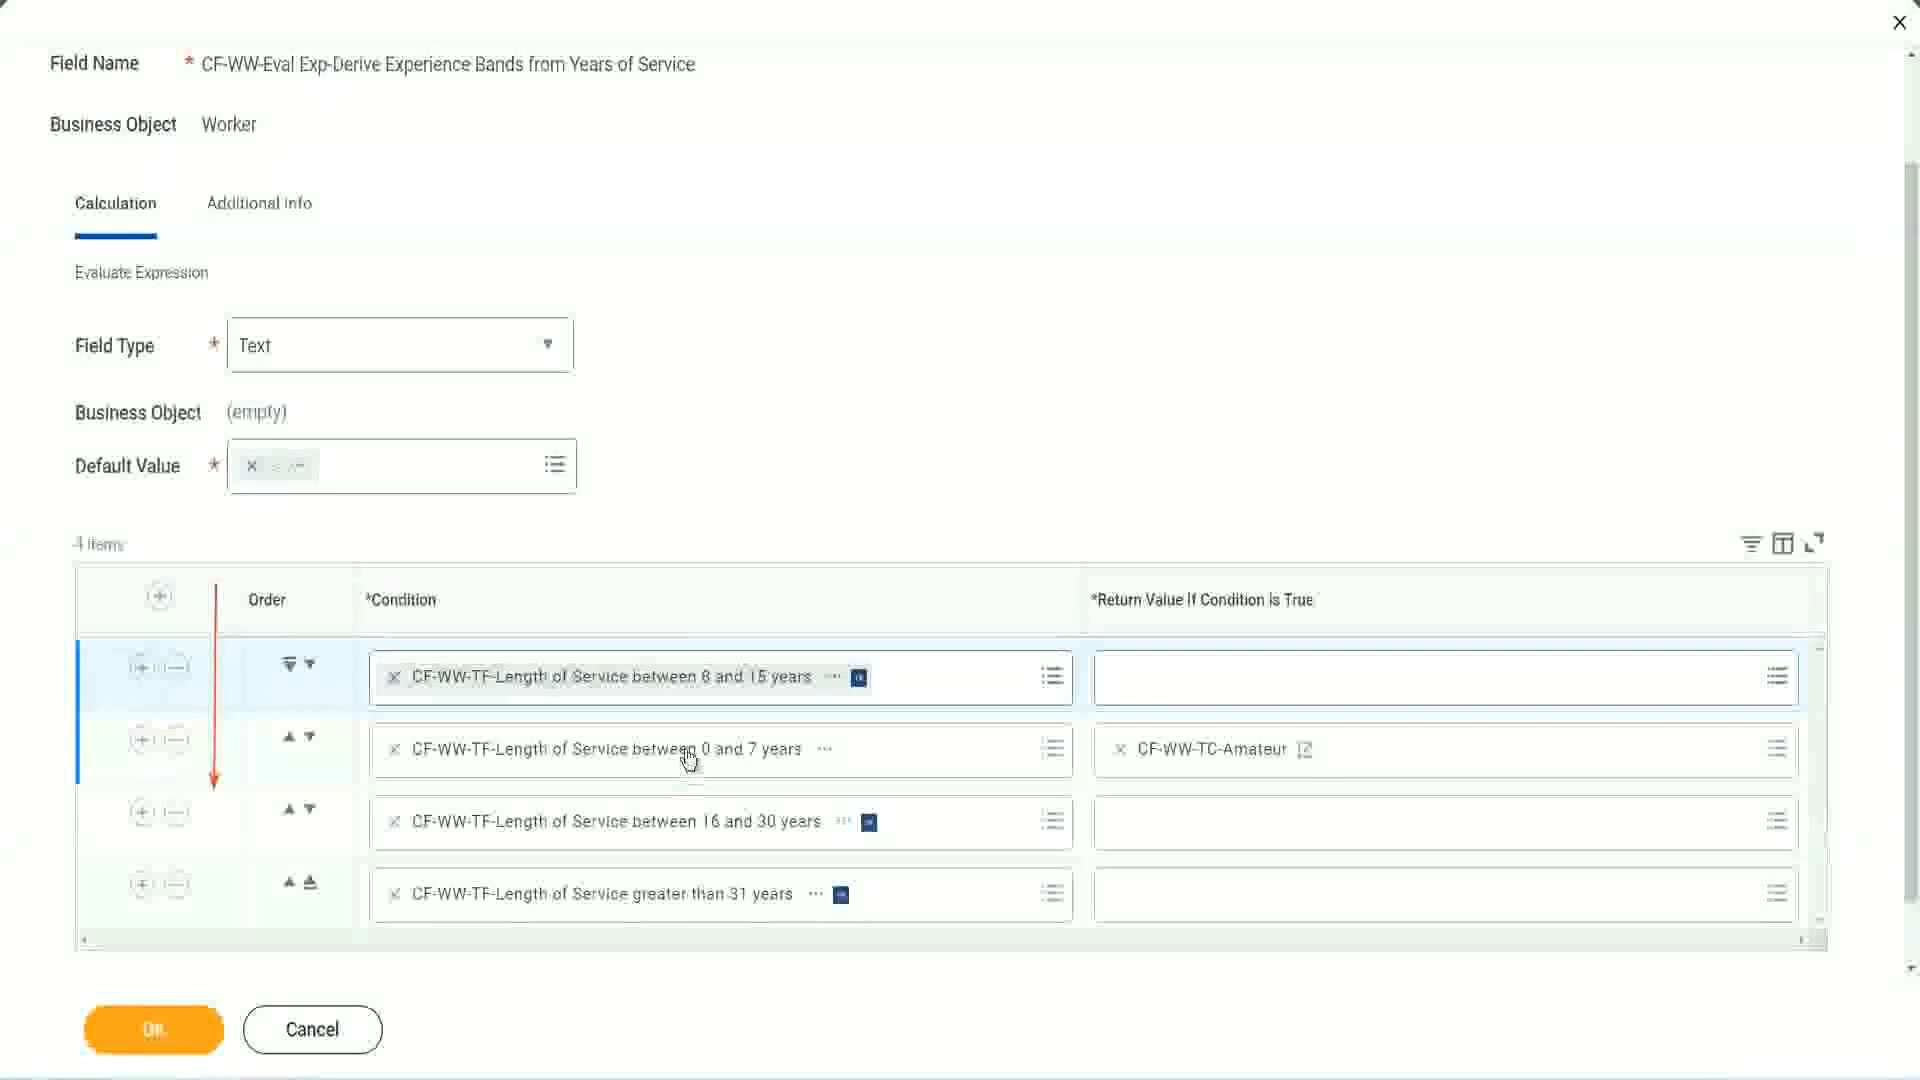 Field Name * CF-WW-Eval Exp-Derive Experience Bands from Years of Service
Business Object Worker
Calculation Additional Info
Evaluate Expression
Field Type * Text
Business Object (empty)
Default Value *
4 items
Order *Condition *Return Value if Condition is True
CF-WW-TF-Length of Service between 8 and 15 years
CF-WW-TF-Length of Service between 0 and 7 years CF-WW-TC-Amateur
CF-WW-TF-Length of Service between 16 and 30 years
CF-WW-TF-Length of Service greater than 31 years
OK Cancel